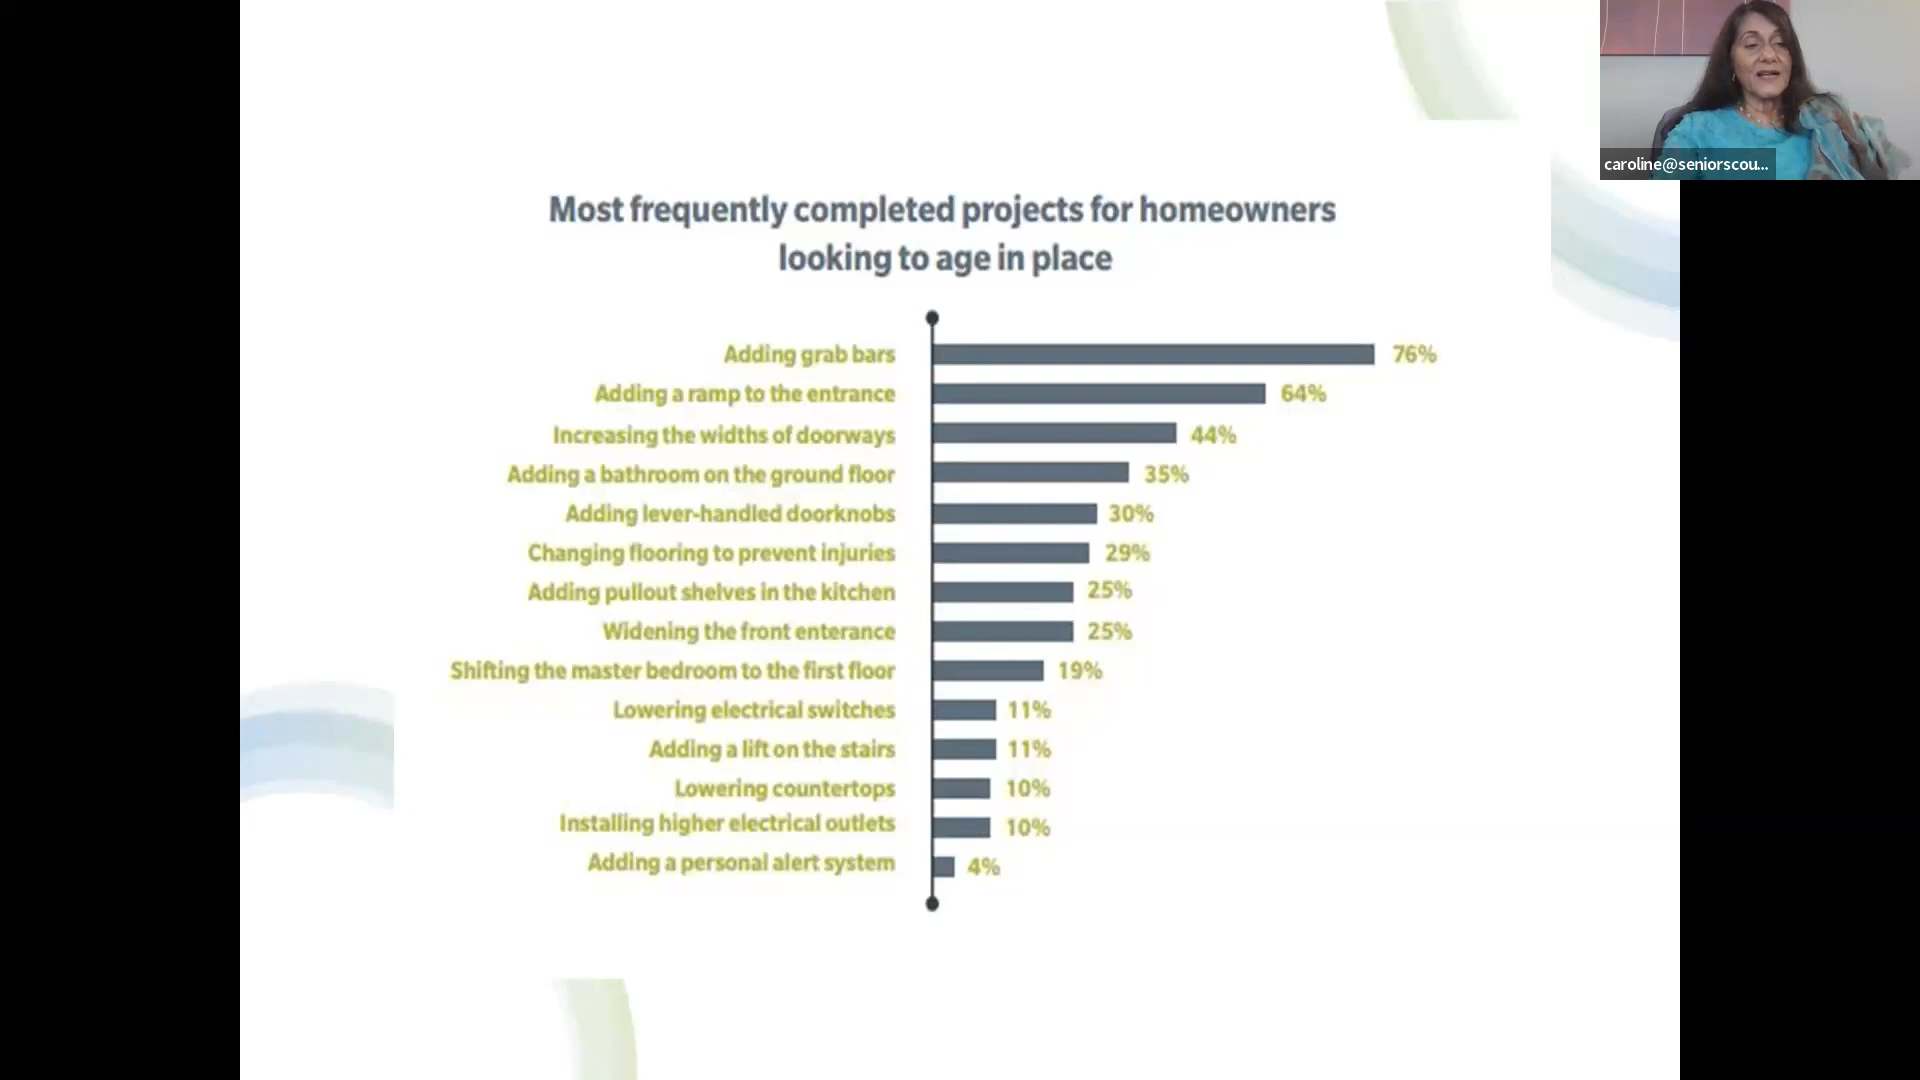 caroline@seniorscou...
Most frequently completed projects for homeowners
looking to age in place
Adding grab bars 76%
Adding a ramp to the entrance 64%
Increasing the widths of doorways 44%
Adding a bathroom on the ground floor 35%
Adding lever-handled doorknobs 30%
Changing flooring to prevent injuries 29%
Adding pullout shelves in the kitchen 25%
Widening the front enterance 25%
Shifting the master bedroom to the first floor 19%
Lowering electrical switches 11%
Adding a lift on the stairs 11%
Lowering countertops 10%
Installing higher electrical outlets 10%
Adding a personal alert system 4%